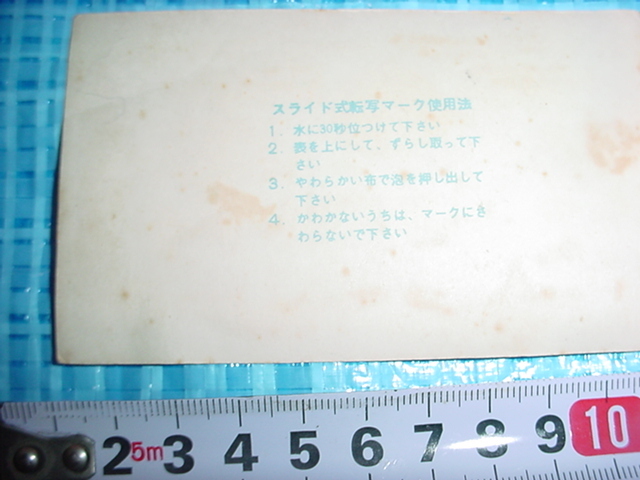 スライド式転写マーク使用法
1. 水に30秒位つけて下さい
2. 表を上にして、ずらし取って下
さい
3. やわらかい布で泡を押し出して
下さい
4. かわかないうちは、マークにさ
わらないで下さい
2 5m 3 4 5 6 7 8 9 10